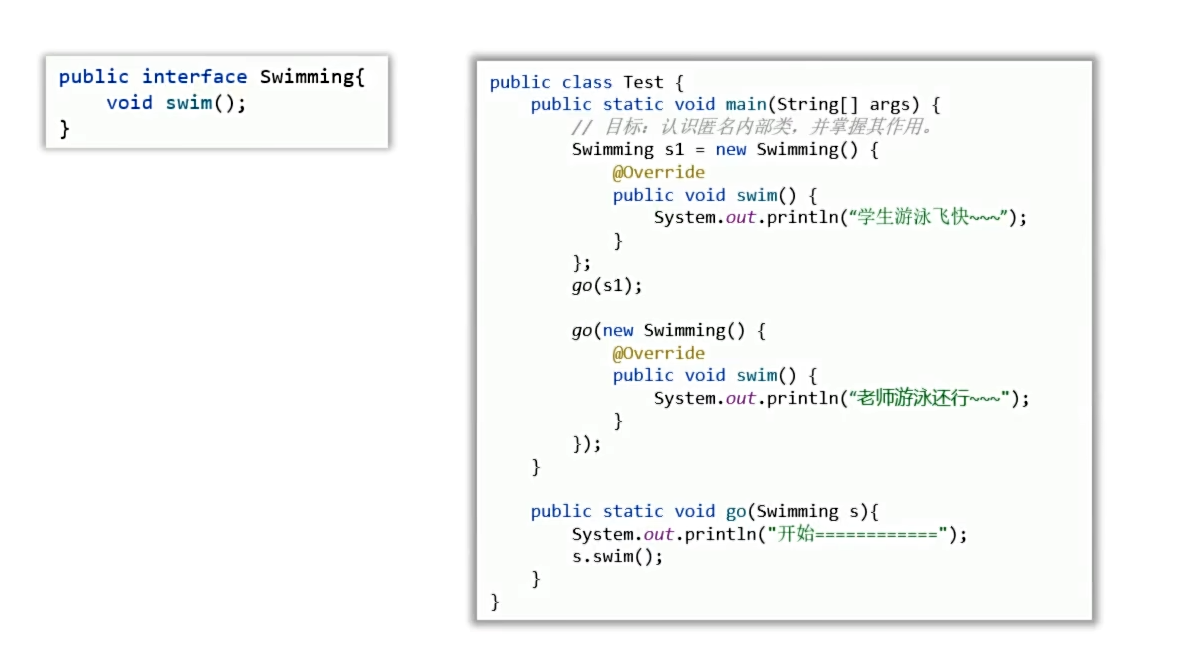 public interface Swimming{
    void swim();
}
public class Test {
    public static void main(String[] args) {
        // 目标：认识匿名内部类，并掌握其作用。
        Swimming s1 = new Swimming() {
            @Override
            public void swim() {
                System.out.println(“学生游泳飞快~~~”);
            }
        };
        go(s1);
        go(new Swimming() {
            @Override
            public void swim() {
                System.out.println(“老师游泳还行~~~");
            }
        });
    }
    public static void go(Swimming s){
        System.out.println("开始============");
        s.swim();
    }
}